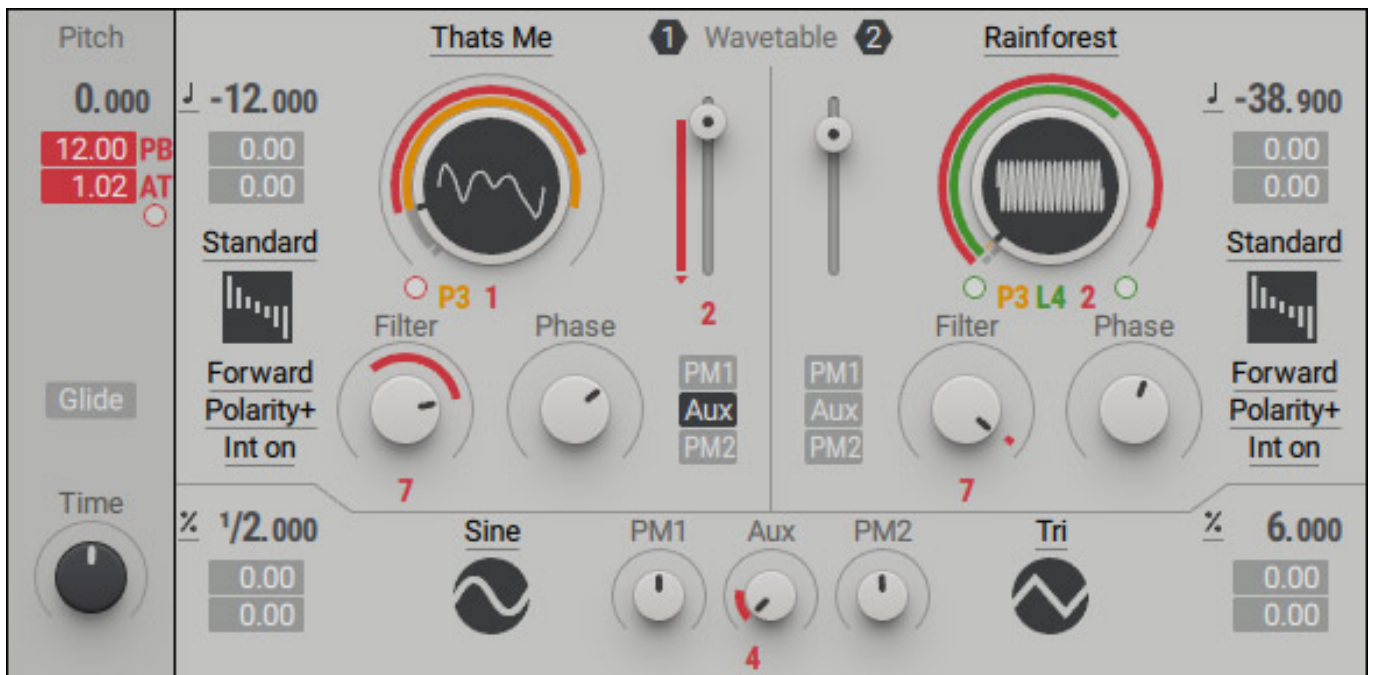 Pitch
Thats Me
1 Wavetable 2
Rainforest
0.000
-12.000
-38.900
12.00 PB
0.00
0.00
1.02 AT
0.00
0.00
Standard
Standard
P3 1
P3 L4 2
2
Filter
Phase
Filter
Phase
Forward
PM1
PM1
Forward
Glide
Polarity+
Aux
Aux
Polarity+
Int on
PM2
PM2
Int on
7
7
Time
1/2.000
Sine
PM1
Aux
PM2
Tri
6.000
0.00
0.00
0.00
0.00
4